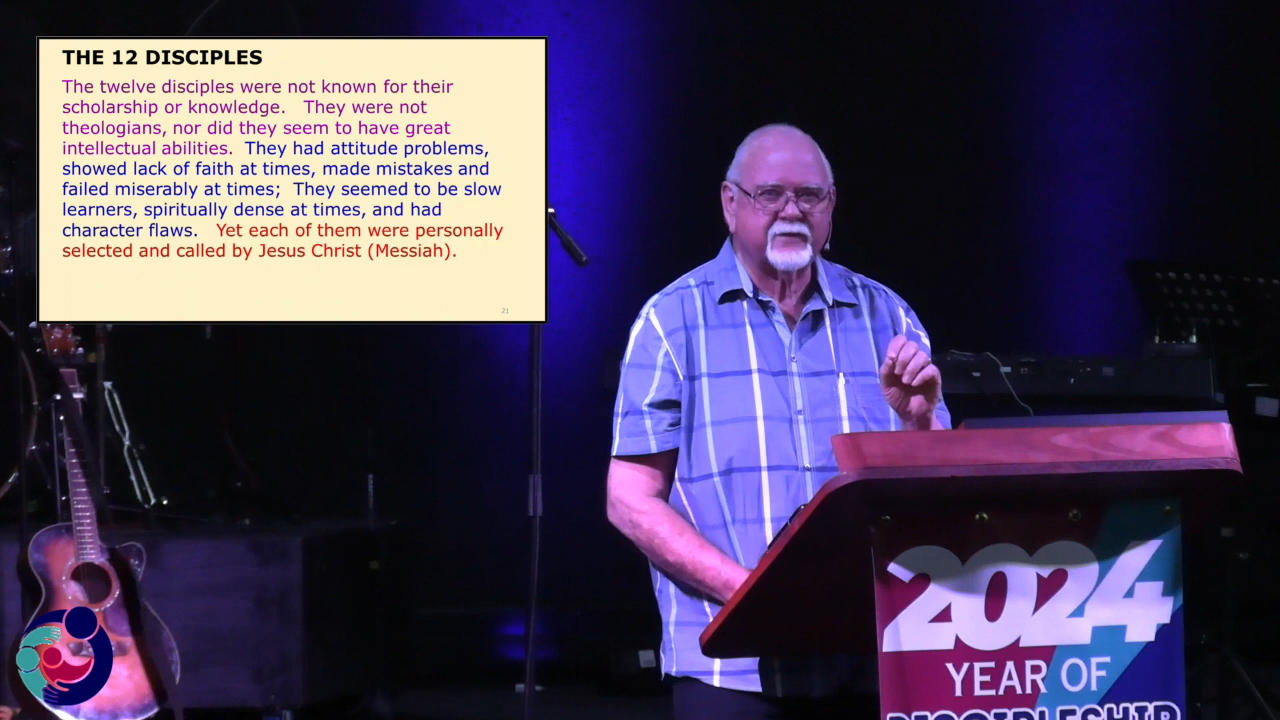 THE 12 DISCIPLES
The twelve disciples were not known for their
scholarship or knowledge.   They were not
theologians, nor did they seem to have great
intellectual abilities.  They had attitude problems,
showed lack of faith at times, made mistakes and
failed miserably at times;  They seemed to be slow
learners, spiritually dense at times, and had
character flaws.   Yet each of them were personally
selected and called by Jesus Christ (Messiah).
21
2024
YEAR OF
DISCIPLESHIP